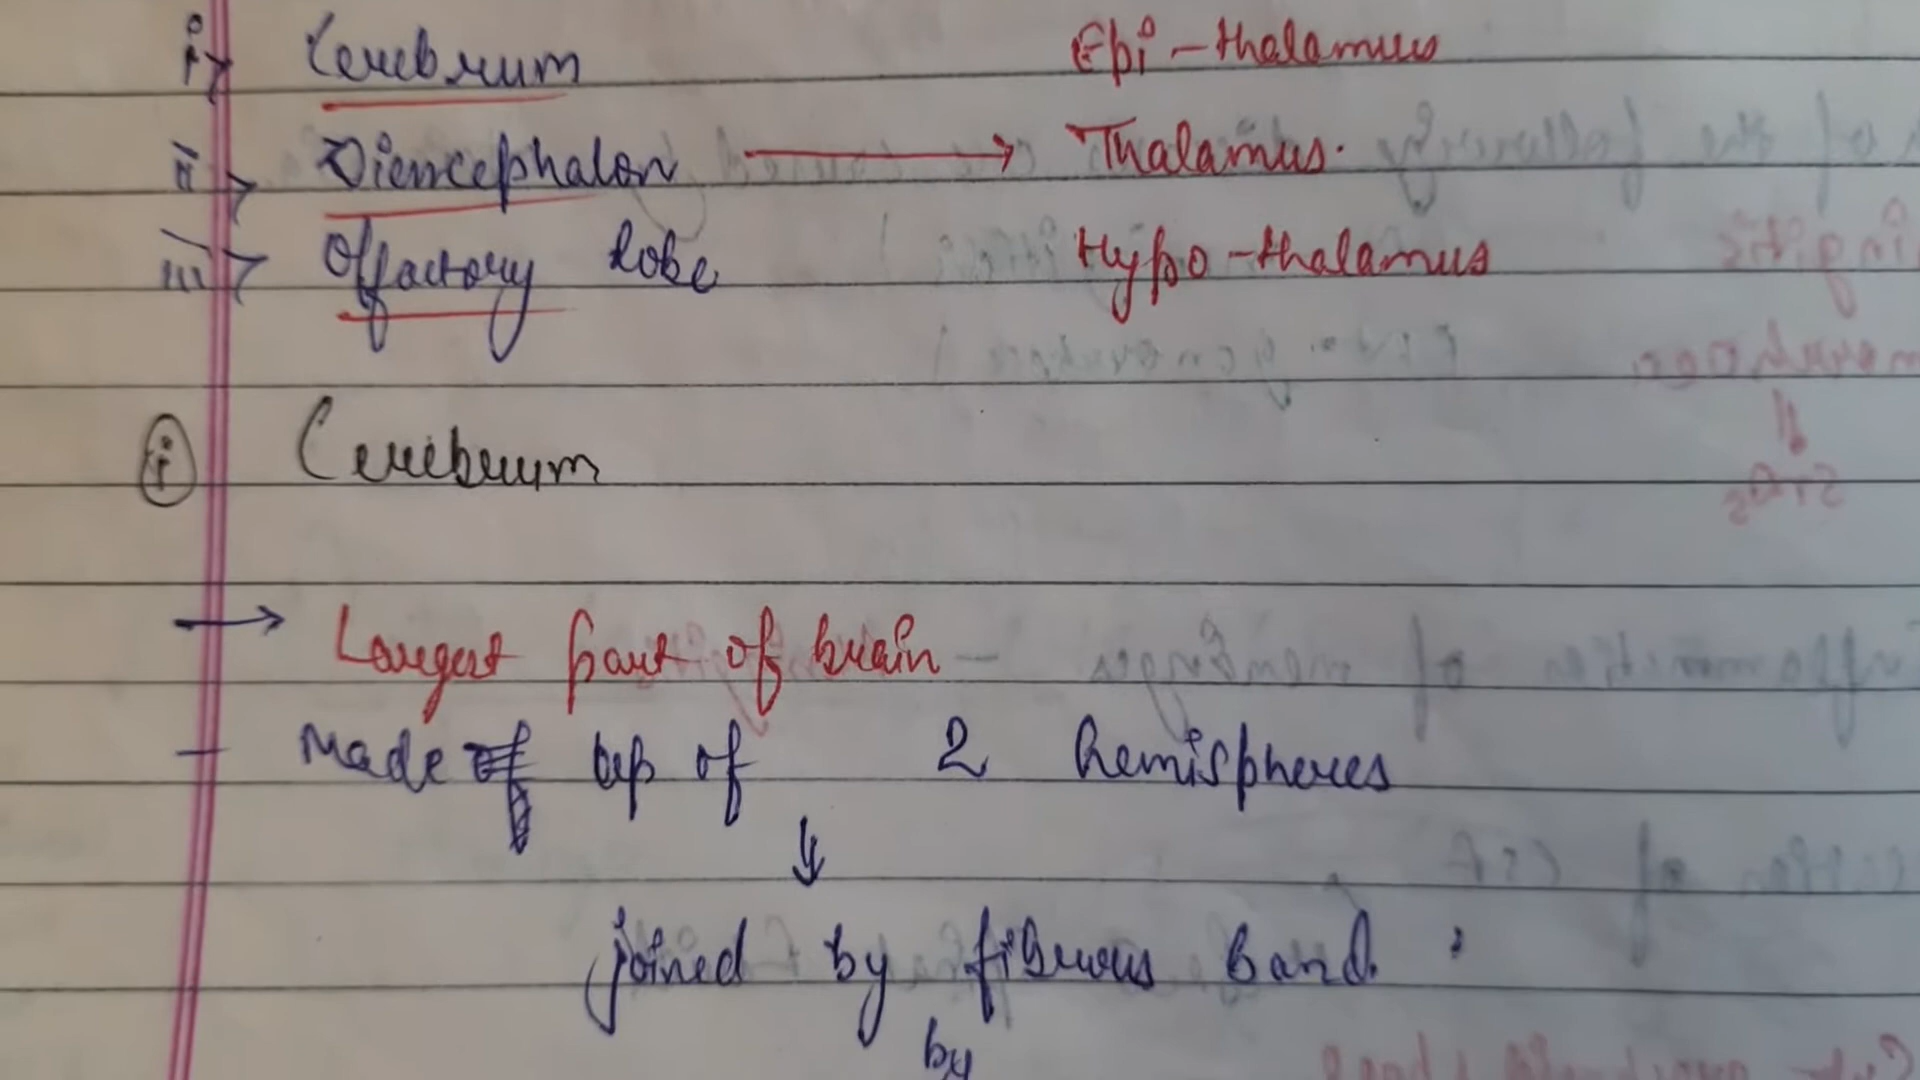 i> Cerebrum Epi-thalamus
ii> Diencephalon → Thalamus.
iii> Olfactory lobe Hypo-thalamus
i Cerebrum
→ Largest part of brain
- Made up of 2 hemispheres
↓
joined by fibrous band.
by